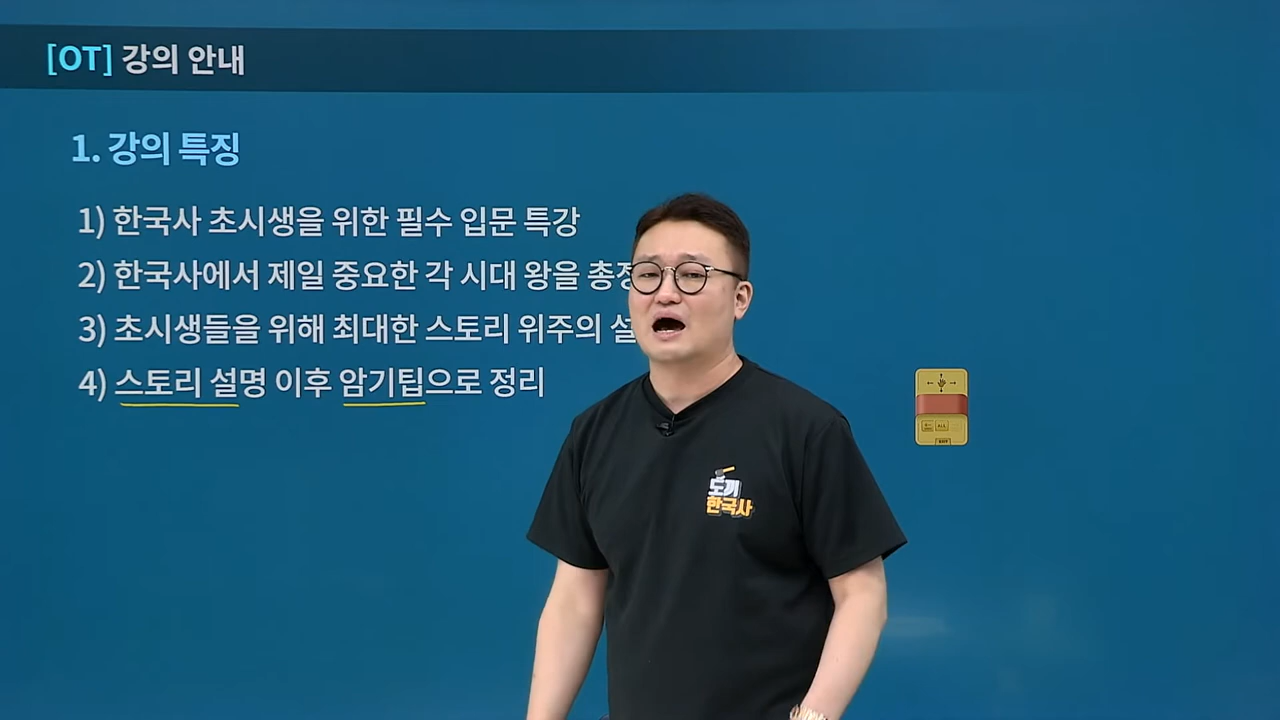 [OT] 강의 안내
1. 강의 특징
1) 한국사 초시생을 위한 필수 입문 특강
2) 한국사에서 제일 중요한 각 시대 왕을
3) 초시생들을 위해 최대한 스토리 위주의
4) 스토리 설명 이후 암기팁으로 정리
도끼
한국사